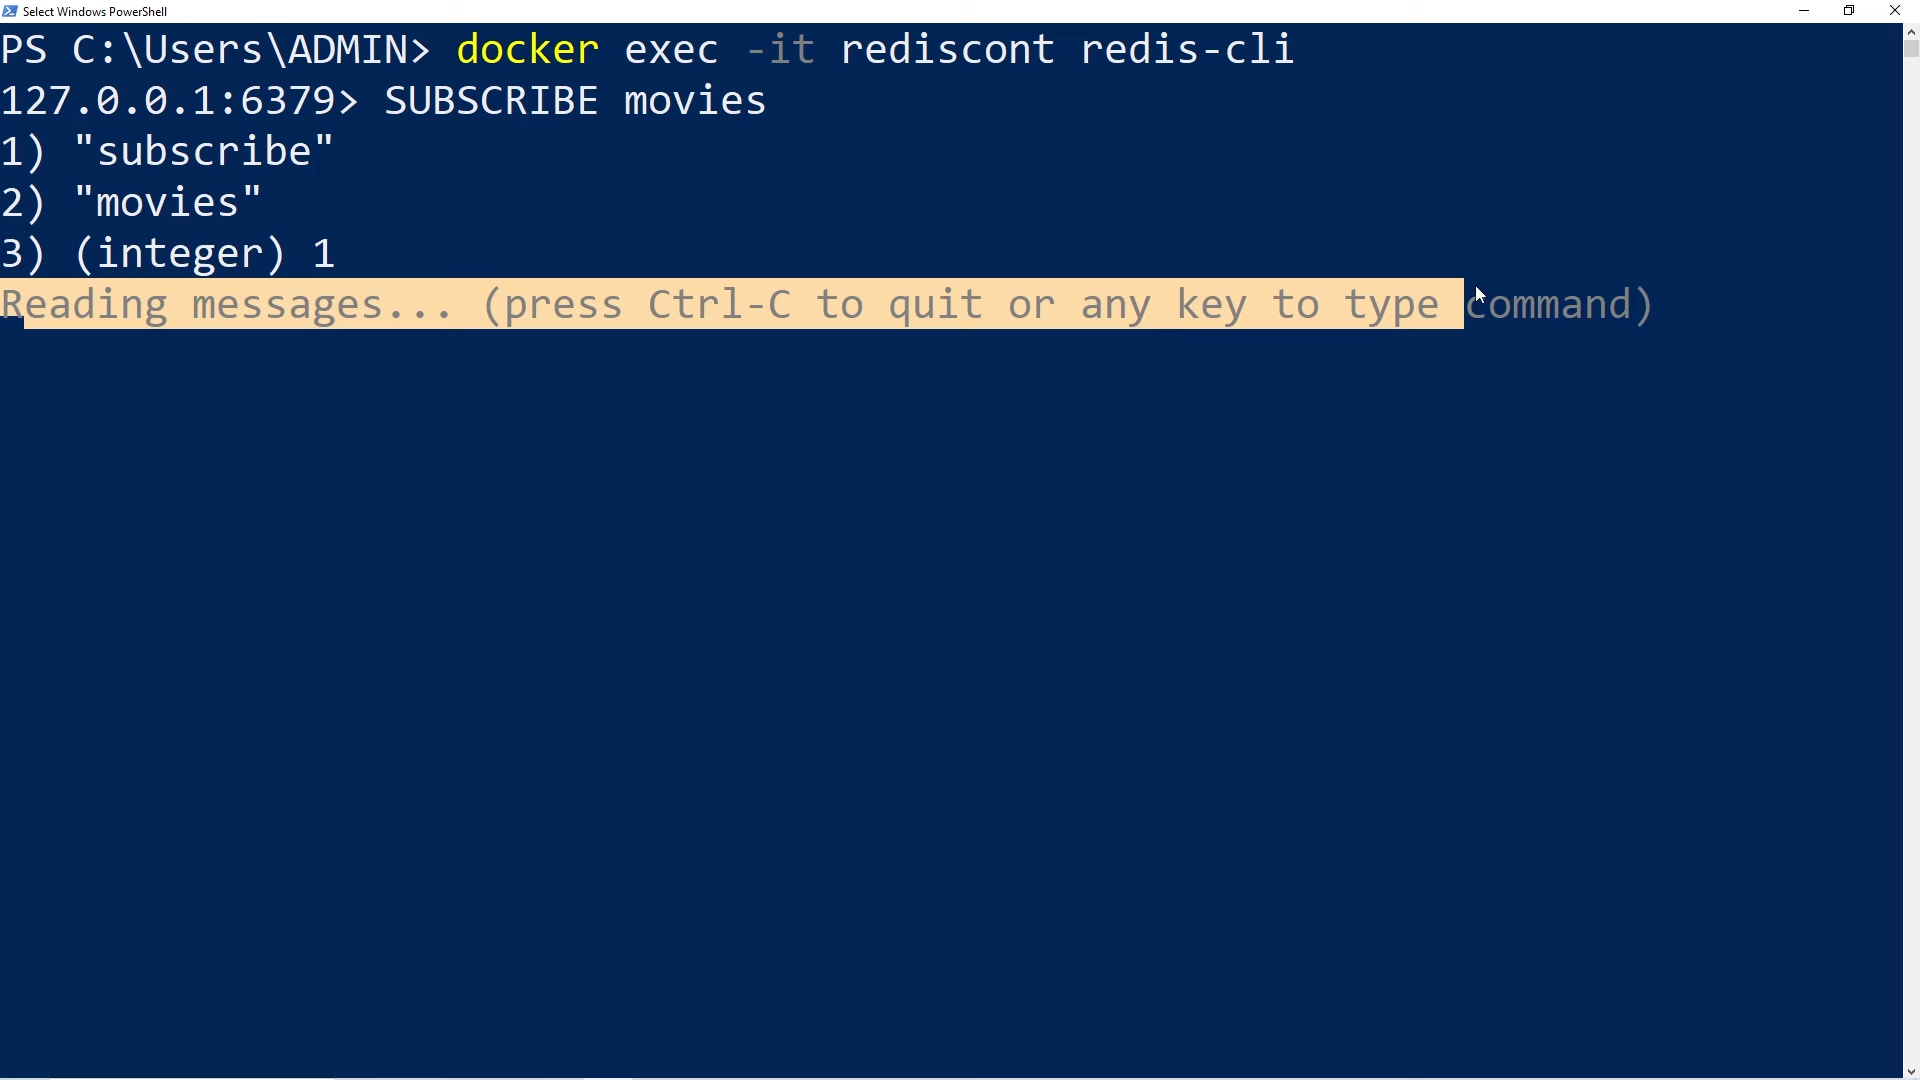 Select Windows PowerShell
PS C:\Users\ADMIN> docker exec -it rediscont redis-cli
127.0.0.1:6379> SUBSCRIBE movies
1) "subscribe"
2) "movies"
3) (integer) 1
Reading messages... (press Ctrl-C to quit or any key to type command)